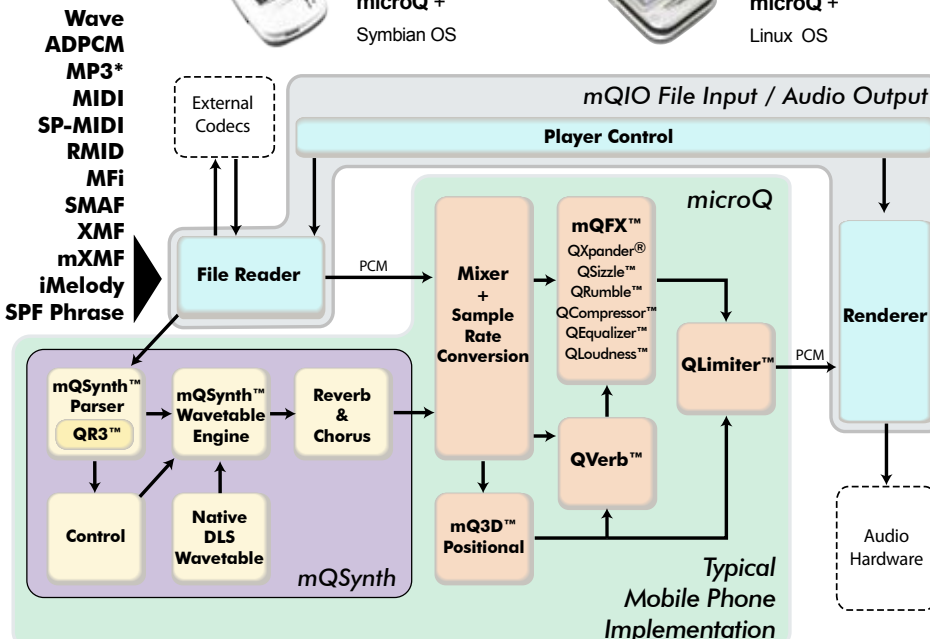 microQ +
Symbian OS
microQ +
Linux OS
Wave
ADPCM
MP3*
MIDI
SP-MIDI
RMID
MFi
SMAF
XMF
mXMF
iMelody
SPF Phrase
External
Codecs
mQIO File Input / Audio Output
Player Control
File Reader
PCM
microQ
Mixer
+
Sample
Rate
Conversion
mQFX™
QXpander®
QSizzle™
QRumble™
QCompressor™
QEqualizer™
QLoudness™
QLimiter™
PCM
Renderer
mQSynth™
Parser
QR3™
mQSynth™
Wavetable
Engine
Reverb
&
Chorus
QVerb™
Control
Native
DLS
Wavetable
mQSynth
mQ3D™
Positional
Audio
Hardware
Typical
Mobile Phone
Implementation